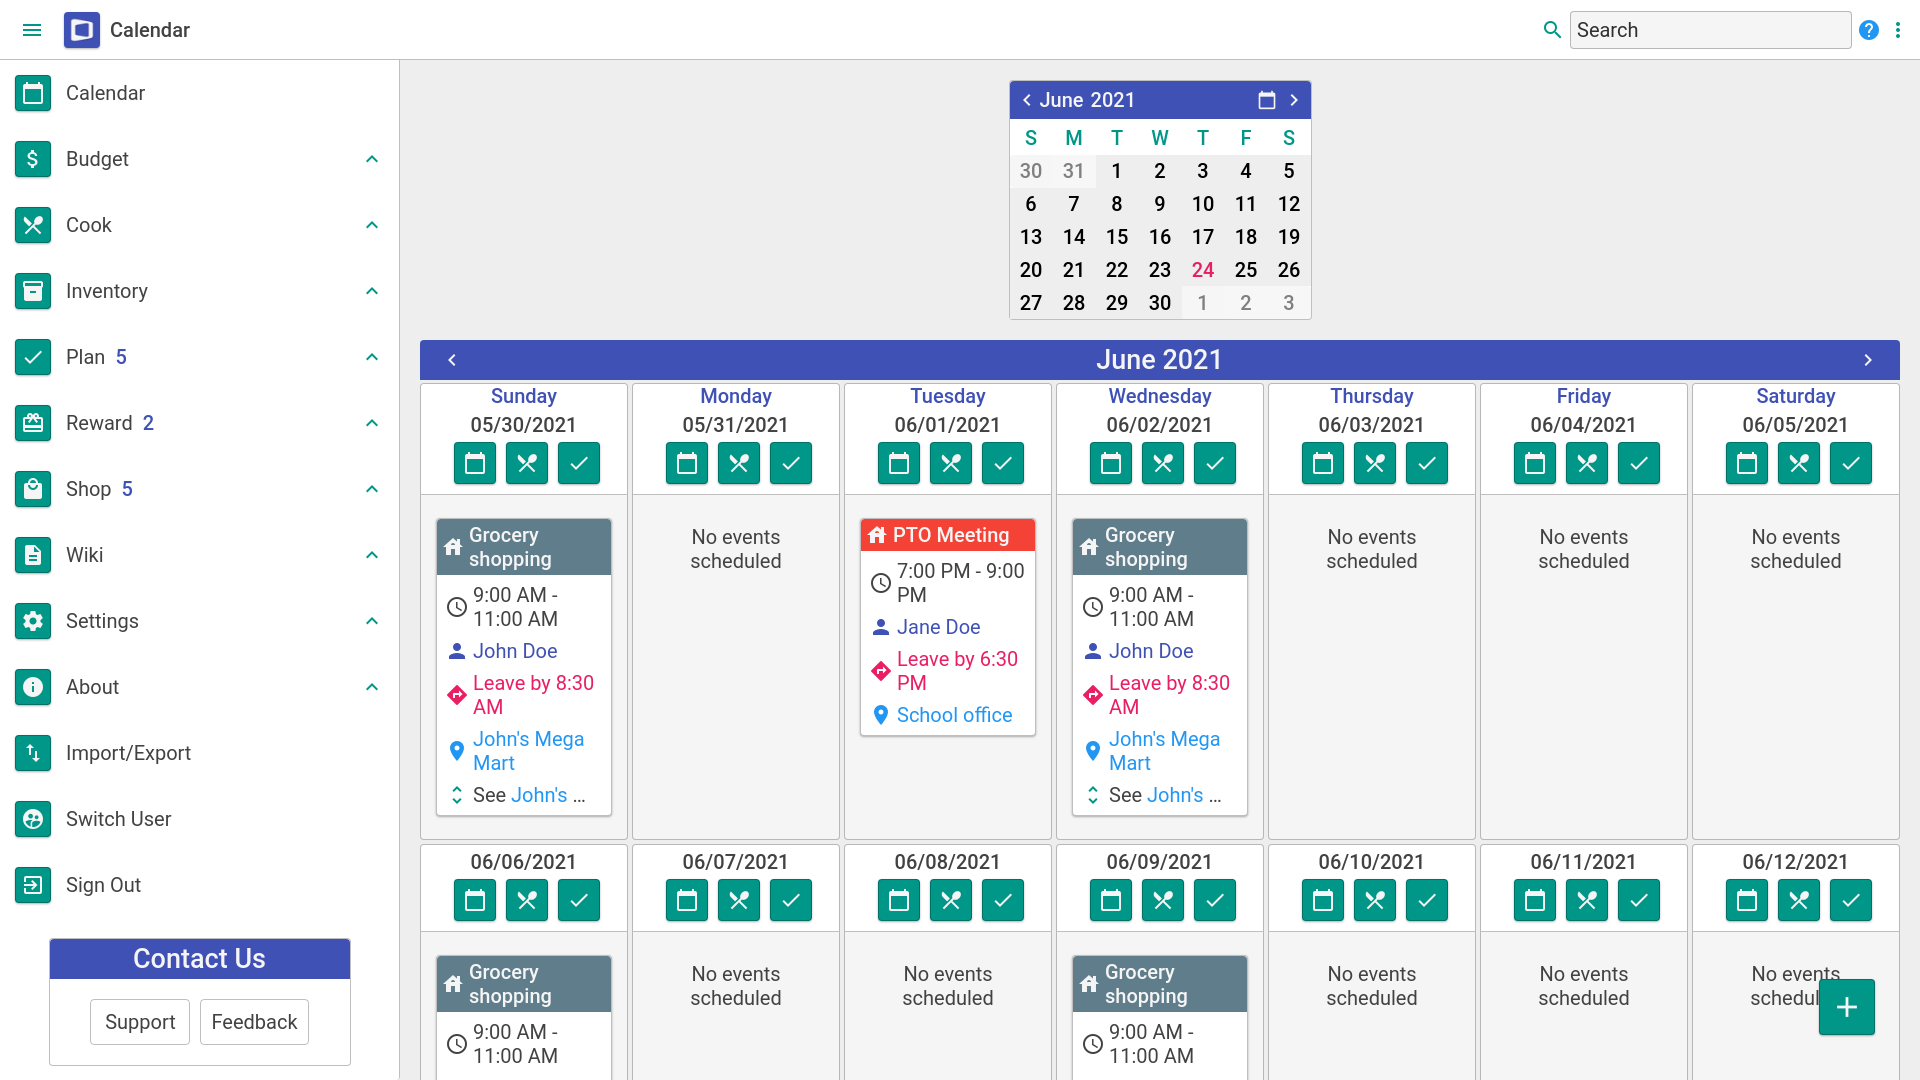 Calendar
Search
?
Calendar
Budget
Cook
Inventory
Plan 5
Reward 2
Shop 5
Wiki
Settings
About
Import/Export
Switch User
Sign Out
Contact Us
Support Feedback
June 2021
S M T W T F S
30 31 1 2 3 4 5
6 7 8 9 10 11 12
13 14 15 16 17 18 19
20 21 22 23 24 25 26
27 28 29 30 1 2 3
June 2021
Sunday Monday Tuesday Wednesday Thursday Friday Saturday
05/30/2021 05/31/2021 06/01/2021 06/02/2021 06/03/2021 06/04/2021 06/05/2021
Grocery
shopping
9:00 AM -
11:00 AM
John Doe
Leave by 8:30
AM
John's Mega
Mart
See John's ...
No events
scheduled
PTO Meeting
7:00 PM - 9:00
PM
Jane Doe
Leave by 6:30
PM
School office
Grocery
shopping
9:00 AM -
11:00 AM
John Doe
Leave by 8:30
AM
John's Mega
Mart
See John's ...
No events
scheduled
No events
scheduled
No events
scheduled
06/06/2021 06/07/2021 06/08/2021 06/09/2021 06/10/2021 06/11/2021 06/12/2021
Grocery
shopping
9:00 AM -
11:00 AM
No events
scheduled
No events
scheduled
Grocery
shopping
9:00 AM -
11:00 AM
No events
scheduled
No events
scheduled
No events
schedul